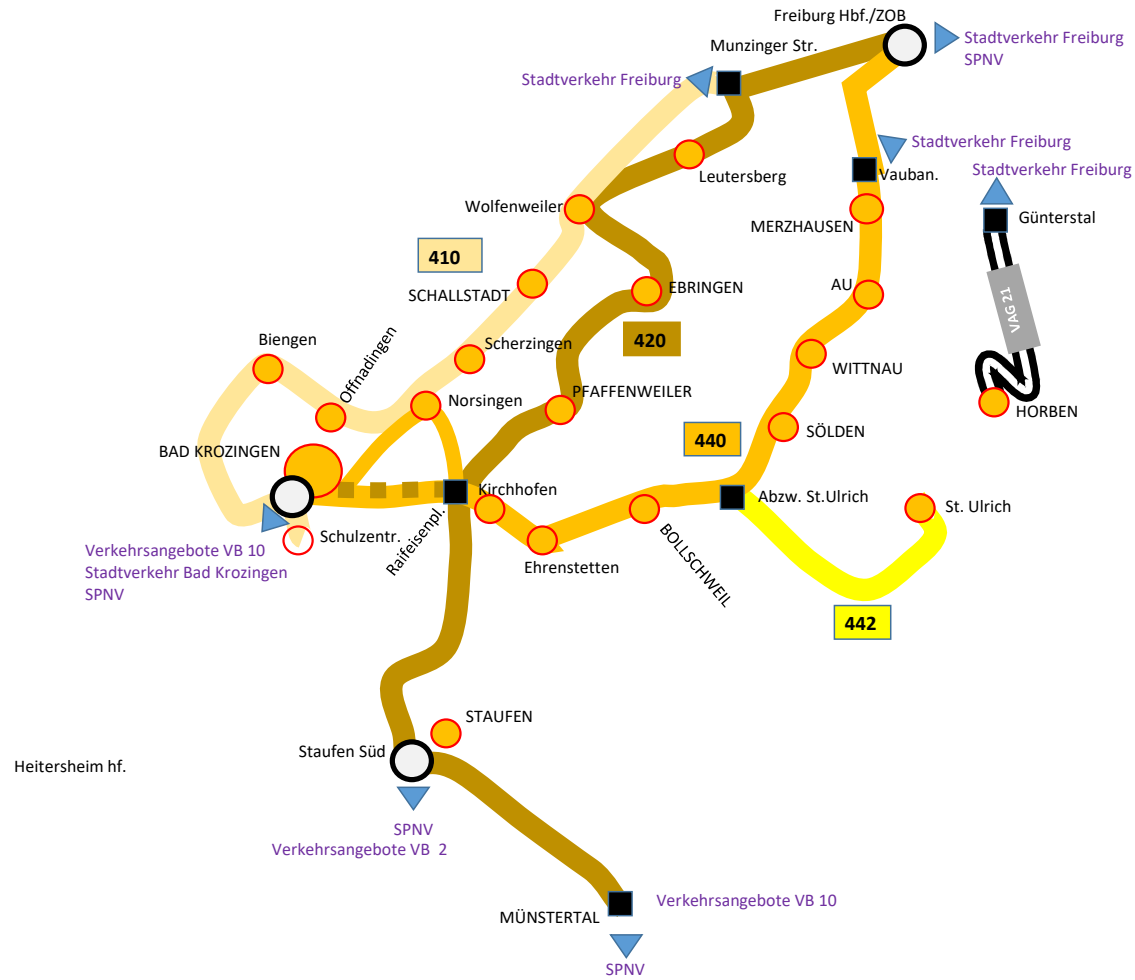 Freiburg Hbf./ZOB
Stadtverkehr Freiburg
SPNV
Munzinger Str.
Stadtverkehr Freiburg
Stadtverkehr Freiburg
Leutersberg
Vauban.
Stadtverkehr Freiburg
Wolfenweiler
MERZHAUSEN
Günterstal
410
SCHALLSTADT
EBRINGEN
AU
VAG 21
420
Biengen
Offnadingen
Scherzingen
WITTNAU
Norsingen
PFAFFENWEILER
HORBEN
BAD KROZINGEN
440
SÖLDEN
Kirchhofen
Abzw. St.Ulrich
St. Ulrich
Schulzentr.
Raifeisenpl.
Verkehrsangebote VB 10
Stadtverkehr Bad Krozingen
SPNV
Ehrenstetten
BOLLSCHWEIL
442
STAUFEN
Staufen Süd
Heitersheim hf.
SPNV
Verkehrsangebote VB  2
MÜNSTERTAL
Verkehrsangebote VB 10
SPNV